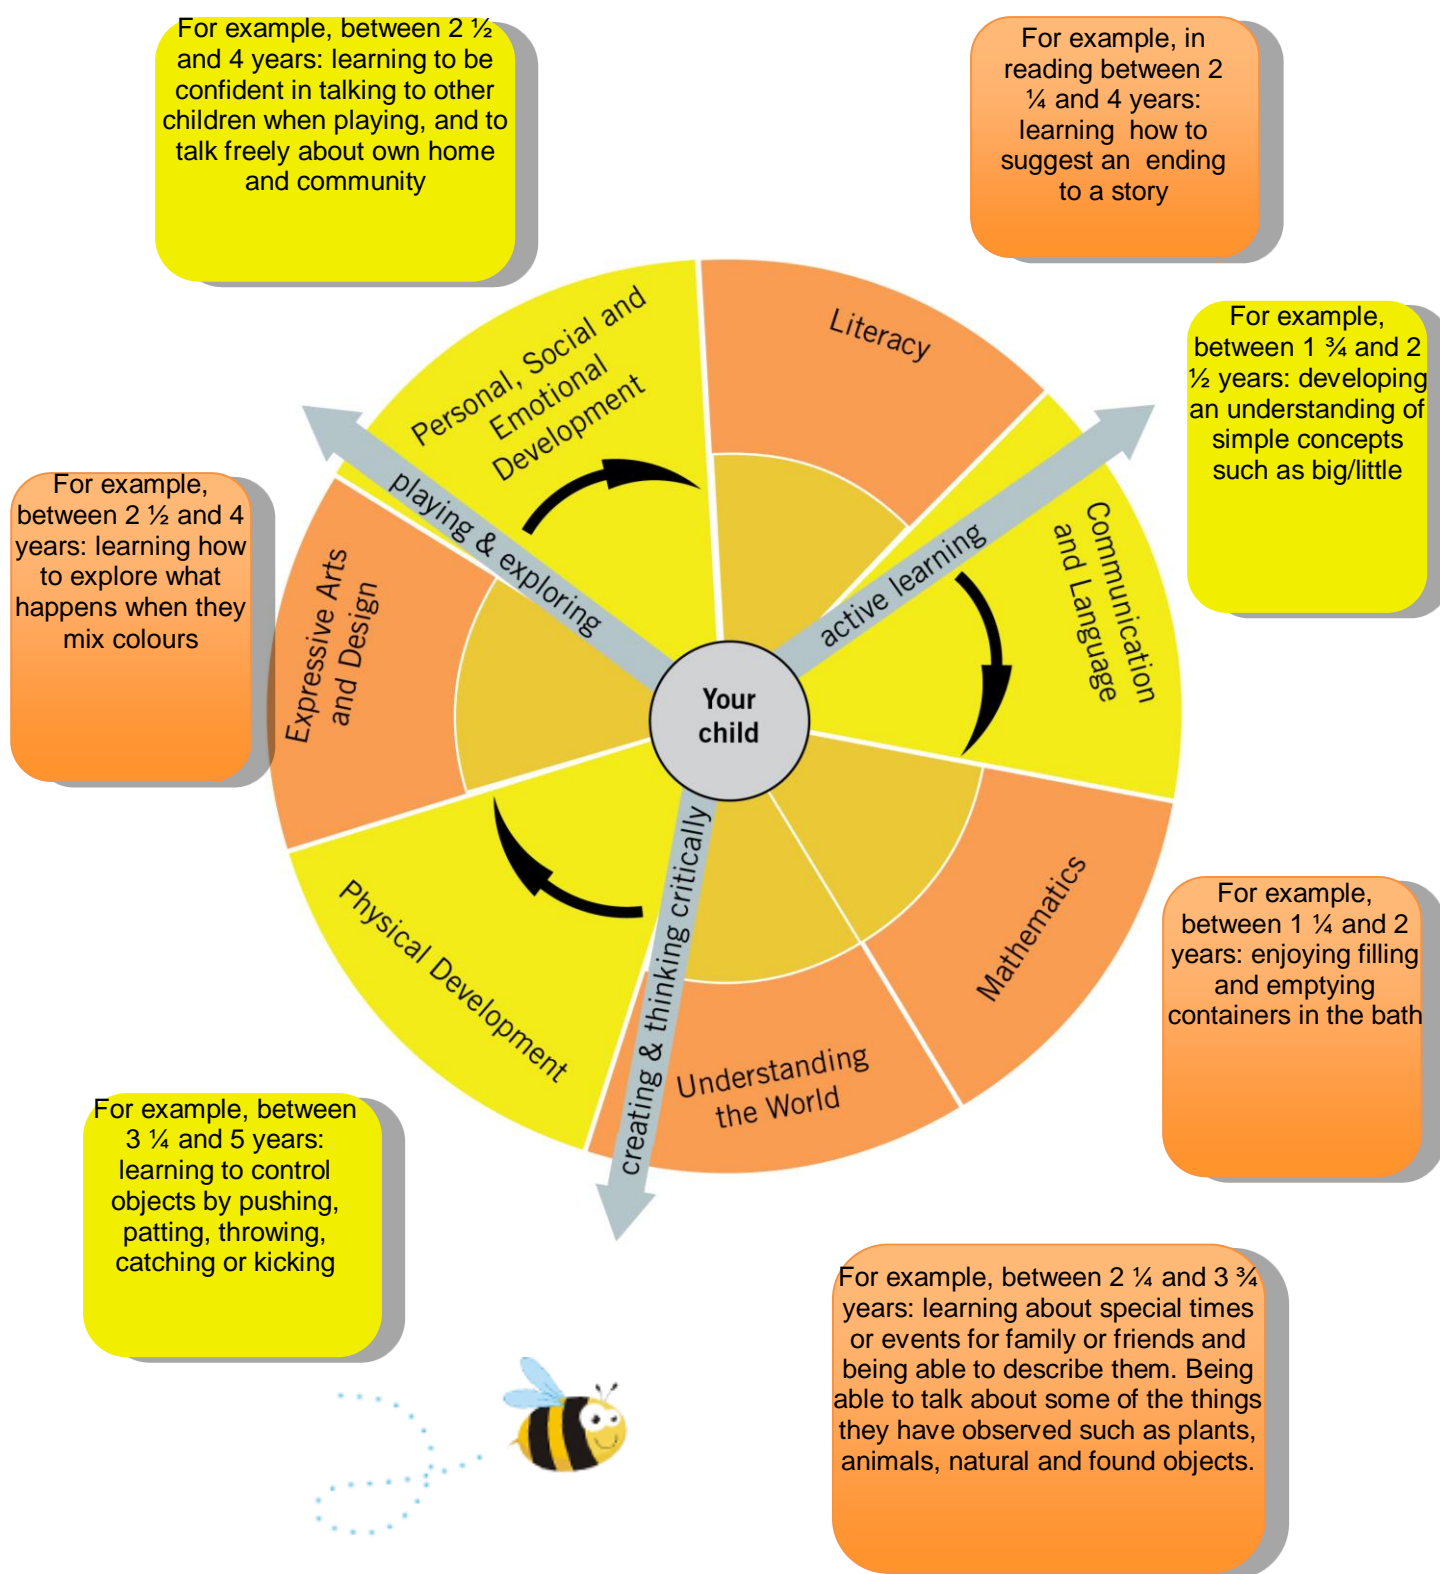 For example, between 2 ½
and 4 years: learning to be
confident in talking to other
children when playing, and to
talk freely about own home
and community
For example, in
reading between 2
¼ and 4 years:
learning how to
suggest an ending
to a story
Personal, Social and
Emotional
Development
Literacy
For example,
between 1 ¾ and 2
½ years: developing
an understanding of
simple concepts
such as big/little
For example,
between 2 ½ and 4
years: learning how
to explore what
happens when they
mix colours
playing & exploring
active learning
Communication
and Language
Expressive Arts
and Design
Your
child
creating & thinking critically
Physical Development
Mathematics
Understanding
the World
For example,
between 1 ¼ and 2
years: enjoying filling
and emptying
containers in the bath
For example, between
3 ¼ and 5 years:
learning to control
objects by pushing,
patting, throwing,
catching or kicking
For example, between 2 ¼ and 3 ¾
years: learning about special times
or events for family or friends and
being able to describe them. Being
able to talk about some of the things
they have observed such as plants,
animals, natural and found objects.